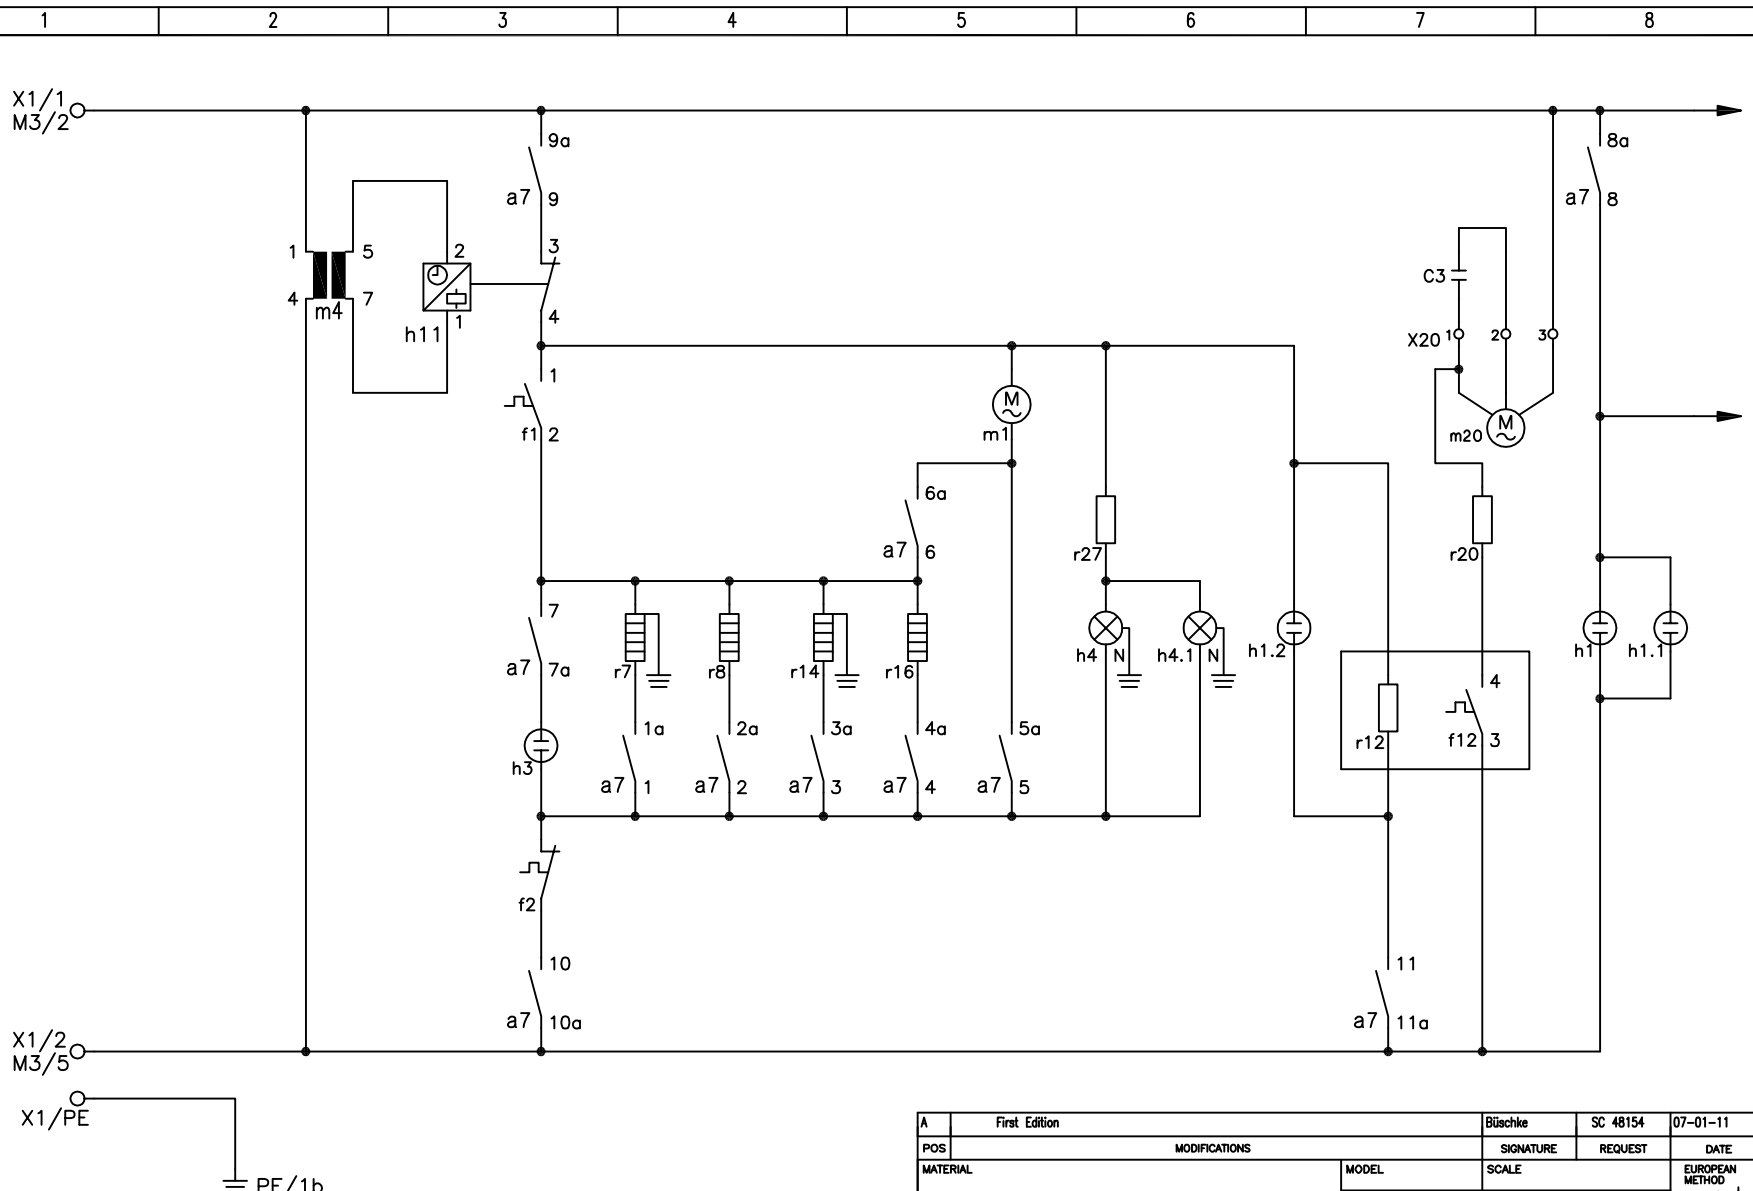 1 2 3 4 5 6 7 8
X1/1
M3/2
9a 8a
a7 9 a7 8
1 5 2 3
C3
4 7 1 4
m4
h11
X20 1 2 3
1 M
f1 2 m1 m20 M
6a
a7 6 r27 r20
7
a7 7a r7 r8 r14 r16 h4 N h4.1 N h1.2 h1 h1.1
4
1a 2a 3a 4a 5a
r12 f12 3
h3
a7 1 a7 2 a7 3 a7 4 a7 5
f2
10 11
a7 10a a7 11a
X1/2
M3/5
X1/PE
PE/1b
A First Edition Büschke SC 48154 07-01-11
POS MODIFICATIONS SIGNATURE REQUEST DATE
MATERIAL MODEL SCALE EUROPEAN
METHOD